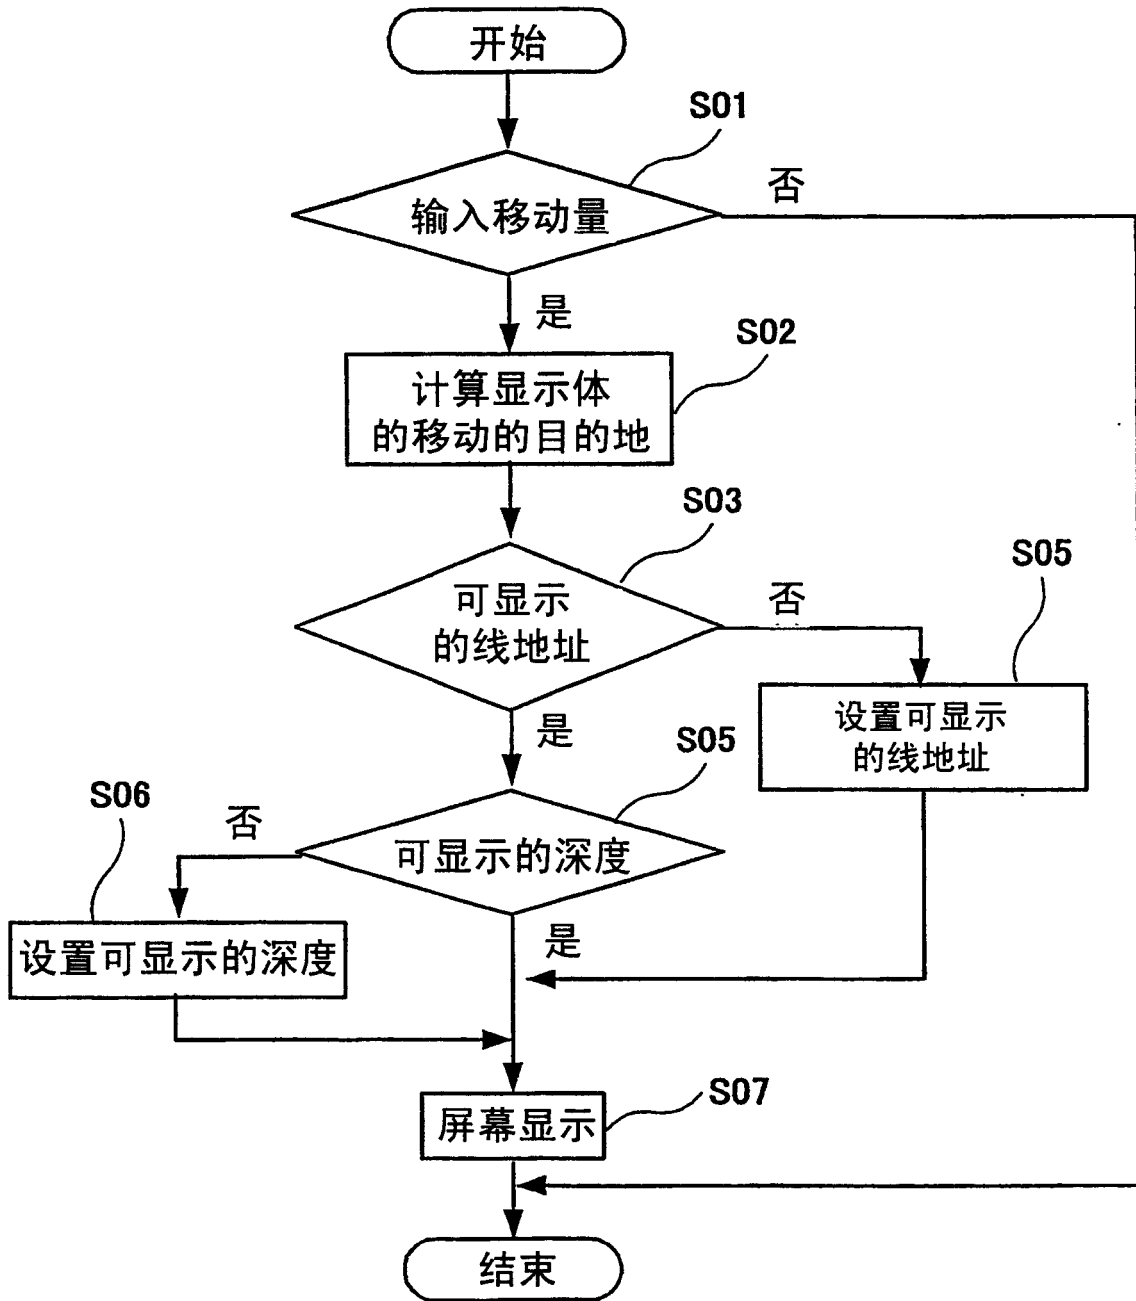 开始
S01
输入移动量
否
是
S02
计算显示体
的移动的目的地
S03
可显示
的线地址
否
S05
设置可显示
的线地址
是
S05
可显示的深度
S06
否
设置可显示的深度
是
S07
屏幕显示
结束